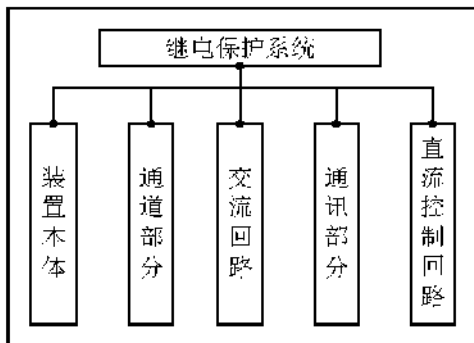 继电保护系统
装置本体
通道部分
交流回路
通讯部分
直流控制回路